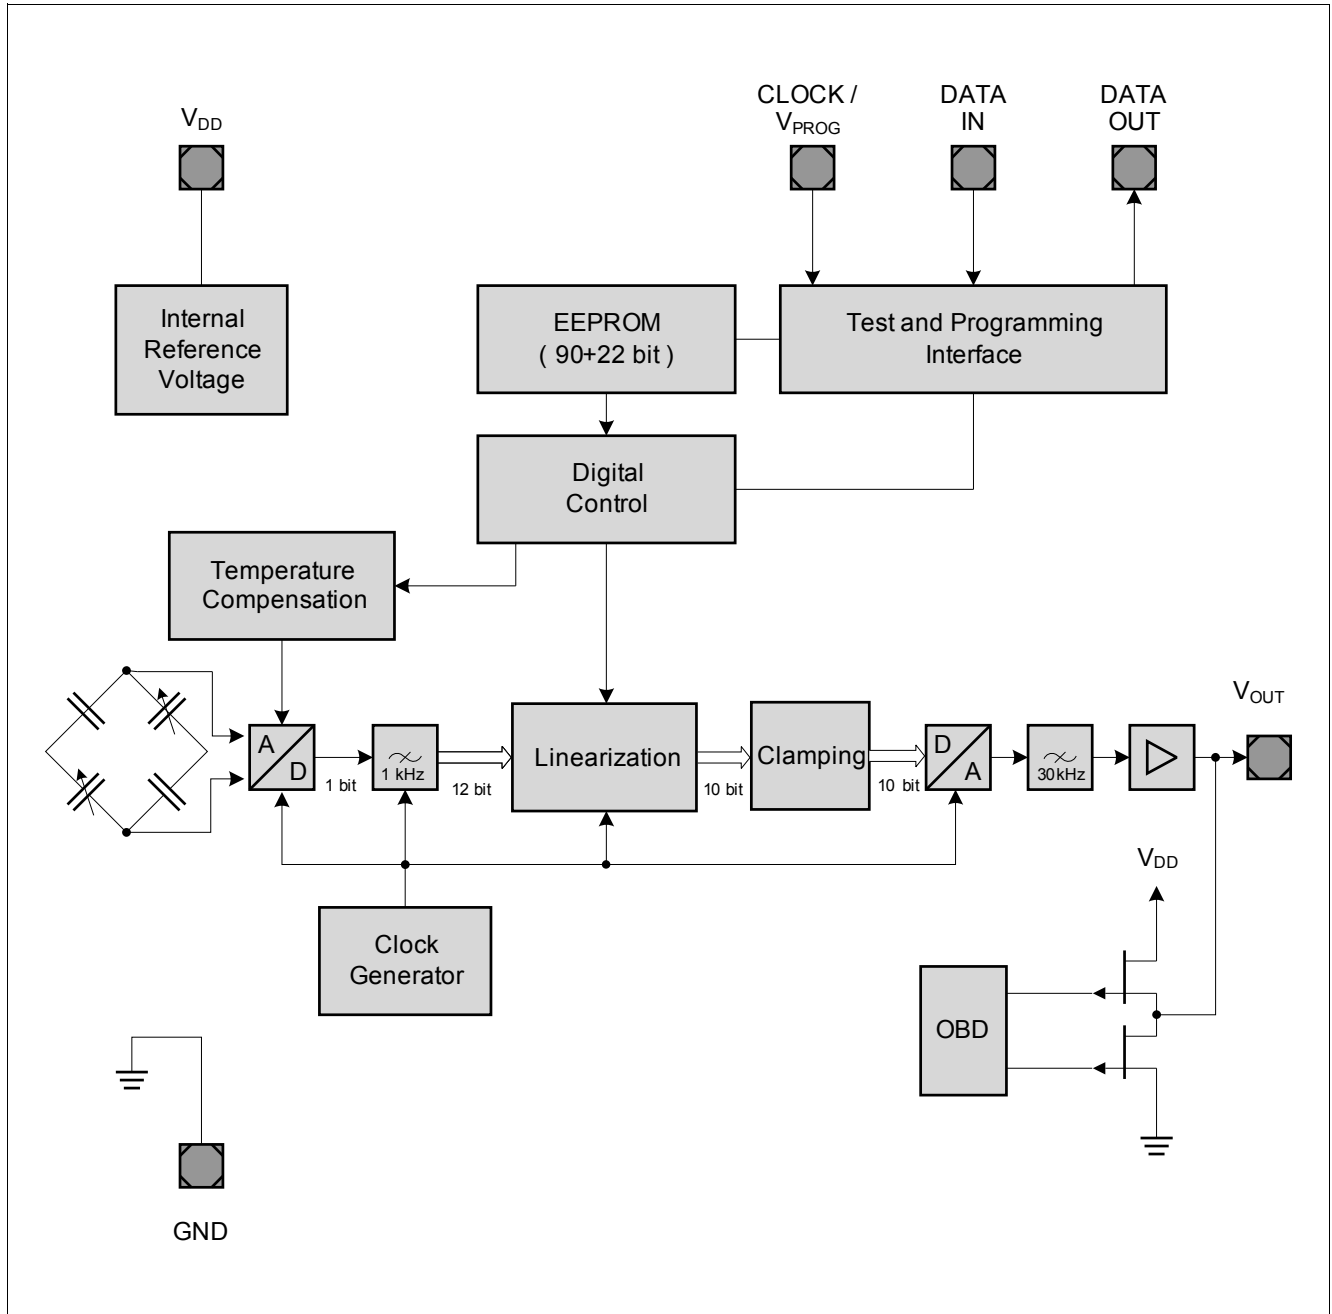 CLOCK /
V_PROG
DATA
IN
DATA
OUT
V_DD
Internal
Reference
Voltage
EEPROM
( 90+22 bit )
Test and Programming
Interface
Digital
Control
Temperature
Compensation
V_OUT
A
D
1 bit
1 kHz
12 bit
Linearization
10 bit
Clamping
10 bit
D
A
30kHz
V_DD
Clock
Generator
OBD
GND